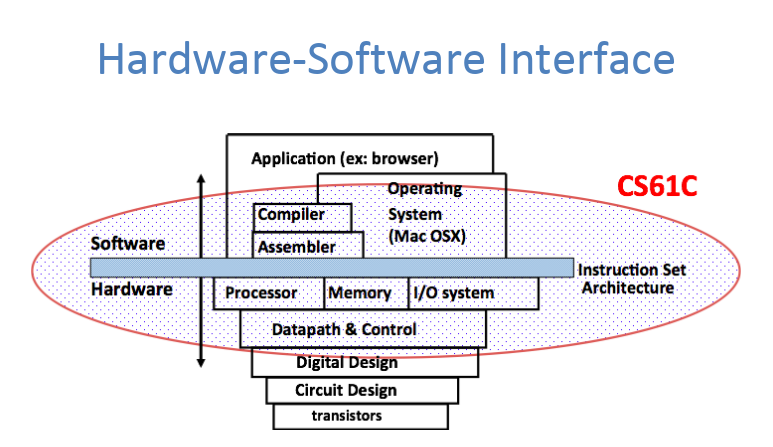 Hardware-Software Interface
Application (ex: browser)
CS61C
Operating
System
(Mac OSX)
Compiler
Assembler
Software
Hardware
Instruction Set
Architecture
Processor
Memory
I/O system
Datapath & Control
Digital Design
Circuit Design
transistors